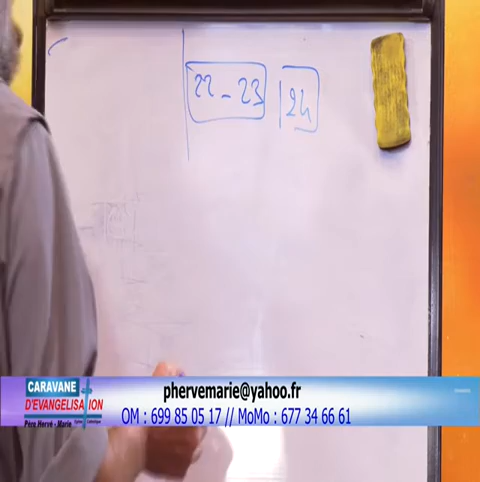 22 - 23 24
phervemarie@yahoo.fr
CARAVANE
D'EVANGELISATION
Père Hervé - Marie
OM : 699 85 05 17 // MoMo : 677 34 66 61